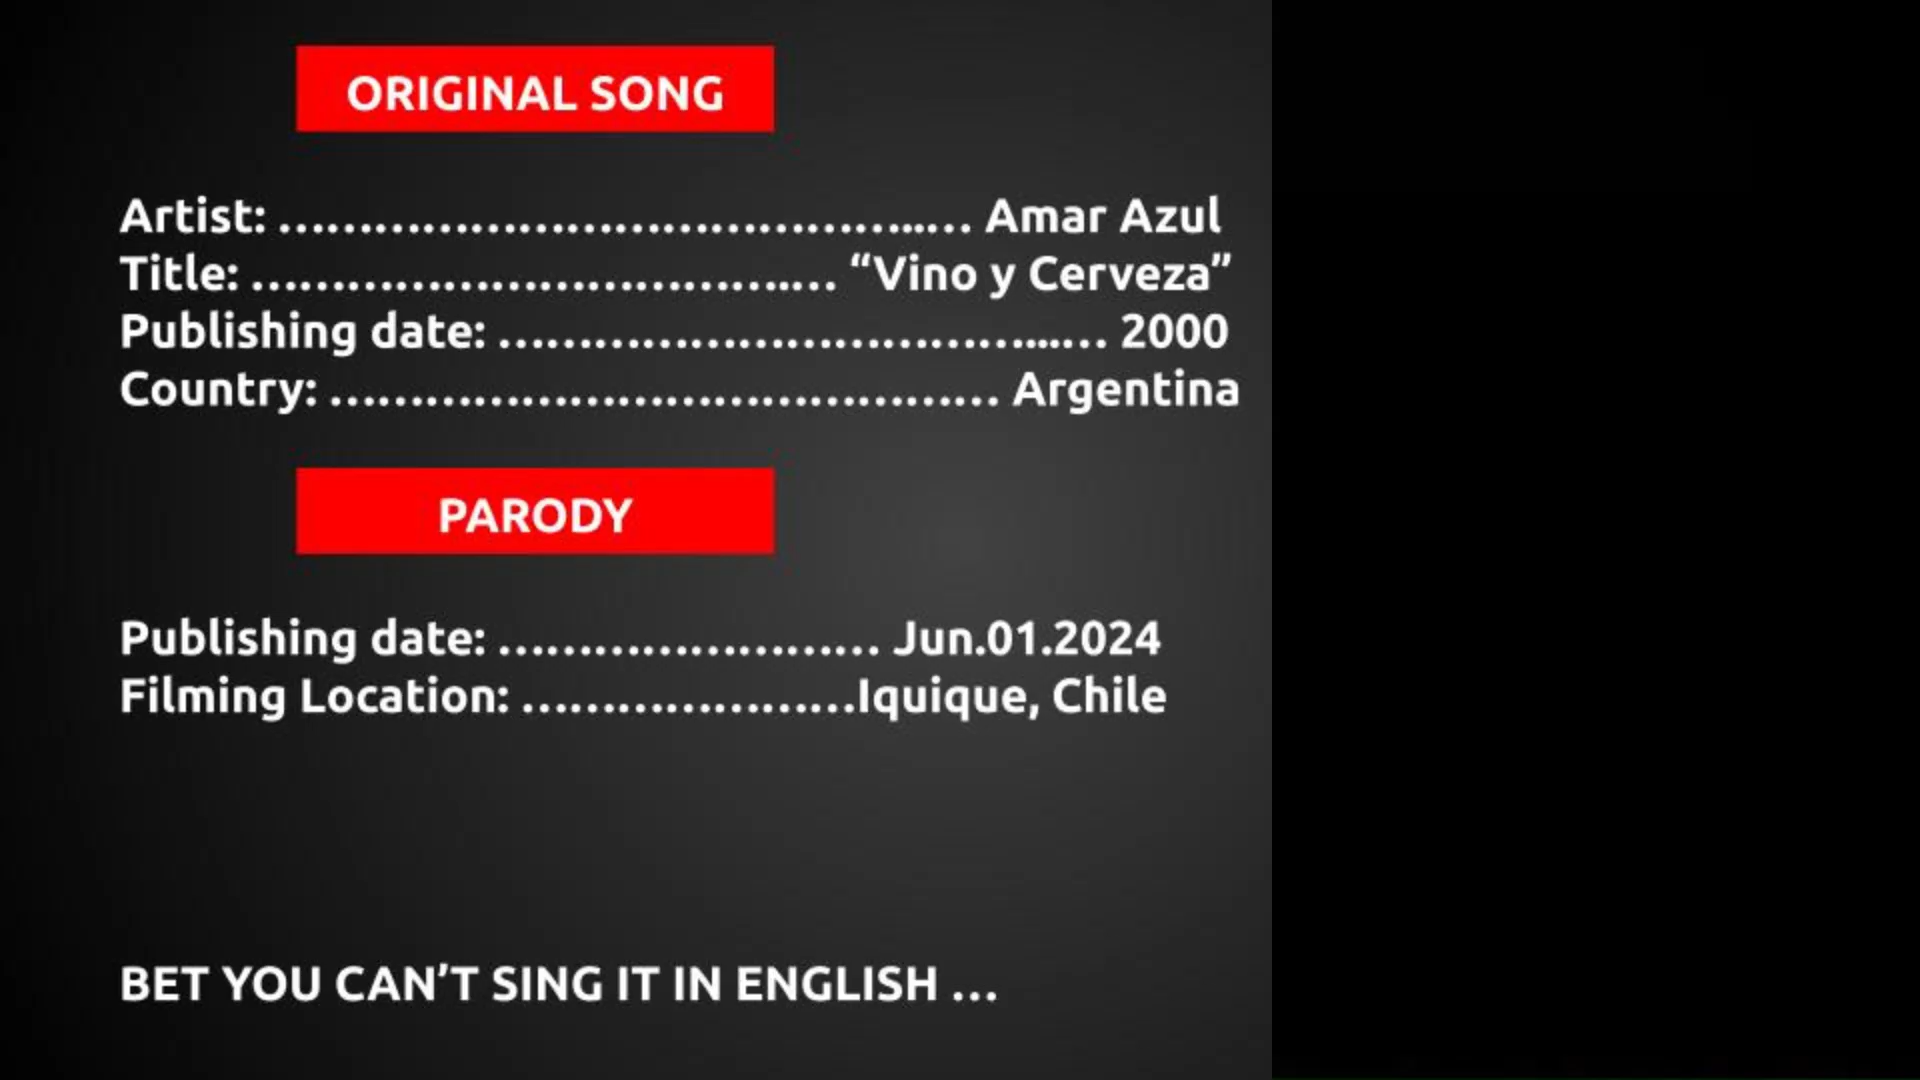 ORIGINAL SONG
Artist: ……………………………………...… Amar Azul
Title: ………………………………..… “Vino y Cerveza”
Publishing date: ……………………………....… 2000
Country: …………………………………… Argentina
PARODY
Publishing date: …………………… Jun.01.2024
Filming Location: …………………Iquique, Chile
BET YOU CAN’T SING IT IN ENGLISH …